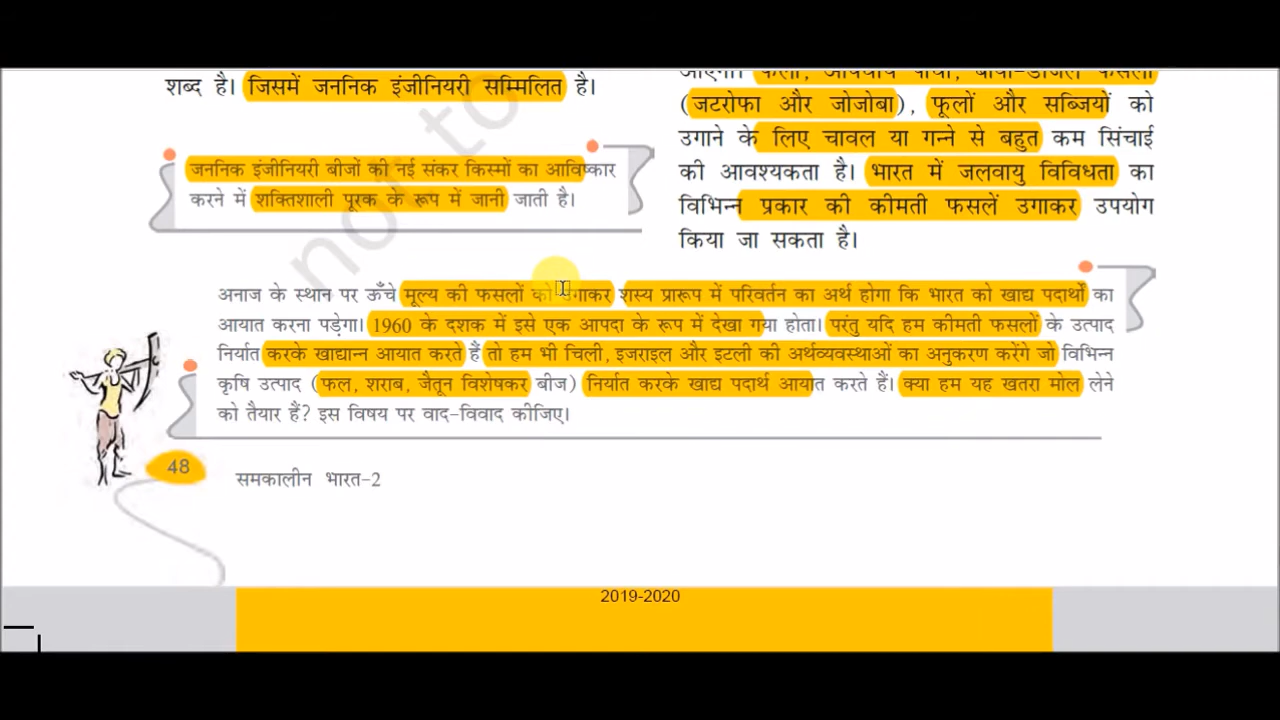 शब्द है। जिसमें जननिक इंजीनियरी सम्मिलित है।
जननिक इंजीनियरी बीजों की नई संकर किस्मों का आविष्कार
करने में शक्तिशाली पूरक के रूप में जानी जाती है।
(जटरोफा और जोजोबा), फूलों और सब्जियों को
उगाने के लिए चावल या गन्ने से बहुत कम सिंचाई
की आवश्यकता है। भारत में जलवायु विविधता का
विभिन्न प्रकार की कीमती फसलें उगाकर उपयोग
किया जा सकता है।
अनाज के स्थान पर ऊँचे मूल्य की फसलों को उगाकर शस्य प्रारूप में परिवर्तन का अर्थ होगा कि भारत को खाद्य पदार्थों का
आयात करना पड़ेगा। 1960 के दशक में इसे एक आपदा के रूप में देखा गया होता। परंतु यदि हम कीमती फसलों के उत्पाद
निर्यात करके खाद्यान्न आयात करते हैं तो हम भी चिली, इजराइल और इटली की अर्थव्यवस्थाओं का अनुकरण करेंगे जो विभिन्न
कृषि उत्पाद (फल, शराब, जैतून विशेषकर बीज) निर्यात करके खाद्य पदार्थ आयात करते हैं। क्या हम यह खतरा मोल लेने
को तैयार हैं? इस विषय पर वाद-विवाद कीजिए।
48
समकालीन भारत-2
2019-2020
not to